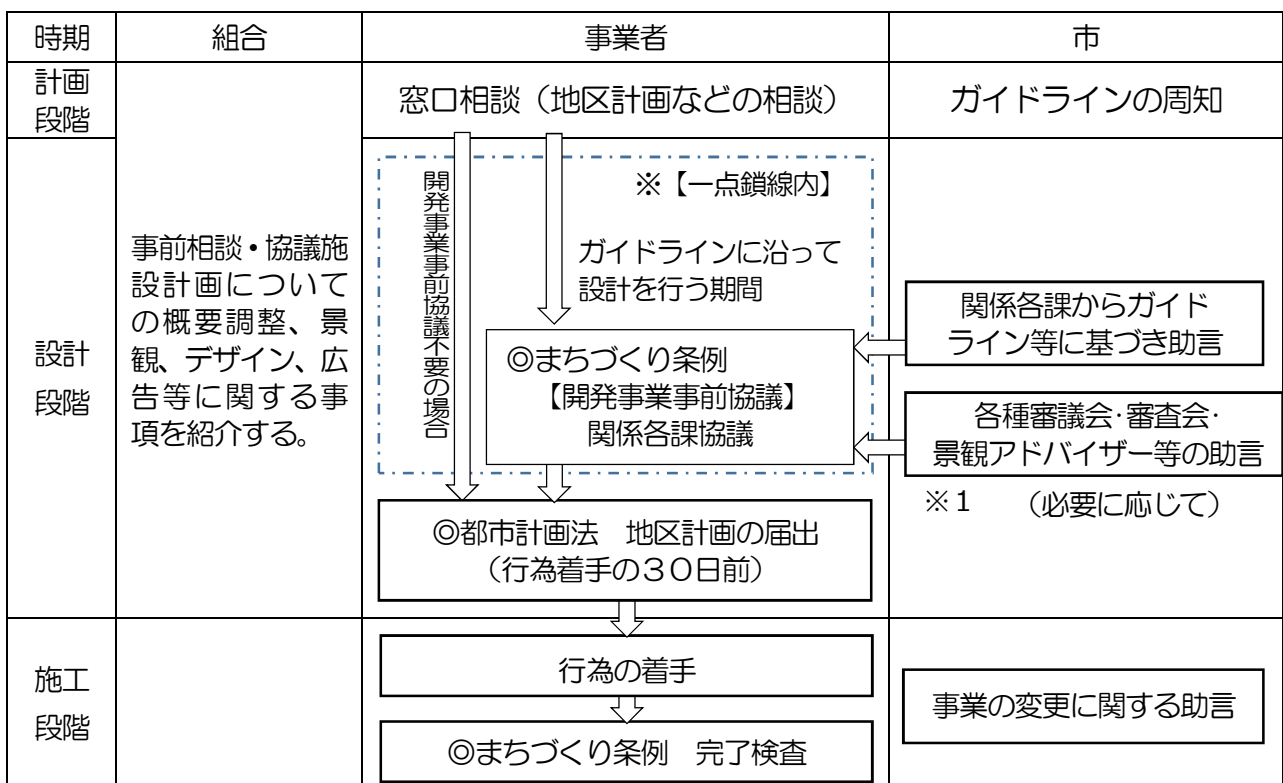 時期
組合
事業者
市
計画
段階
窓口相談（地区計画などの相談）
ガイドラインの周知
設計
段階
事前相談・協議施
設計画について
の概要調整、景
観、デザイン、広
告等に関する事
項を紹介する。
開発事業事前協議不要の場合
※【一点鎖線内】
ガイドラインに沿って
設計を行う期間
◎まちづくり条例
【開発事業事前協議】
関係各課協議
関係各課からガイド
ライン等に基づき助言
各種審議会・審査会・
景観アドバイザー等の助言
※１　（必要に応じて）
◎都市計画法　地区計画の届出
（行為着手の３０日前）
施工
段階
行為の着手
◎まちづくり条例　完了検査
事業の変更に関する助言